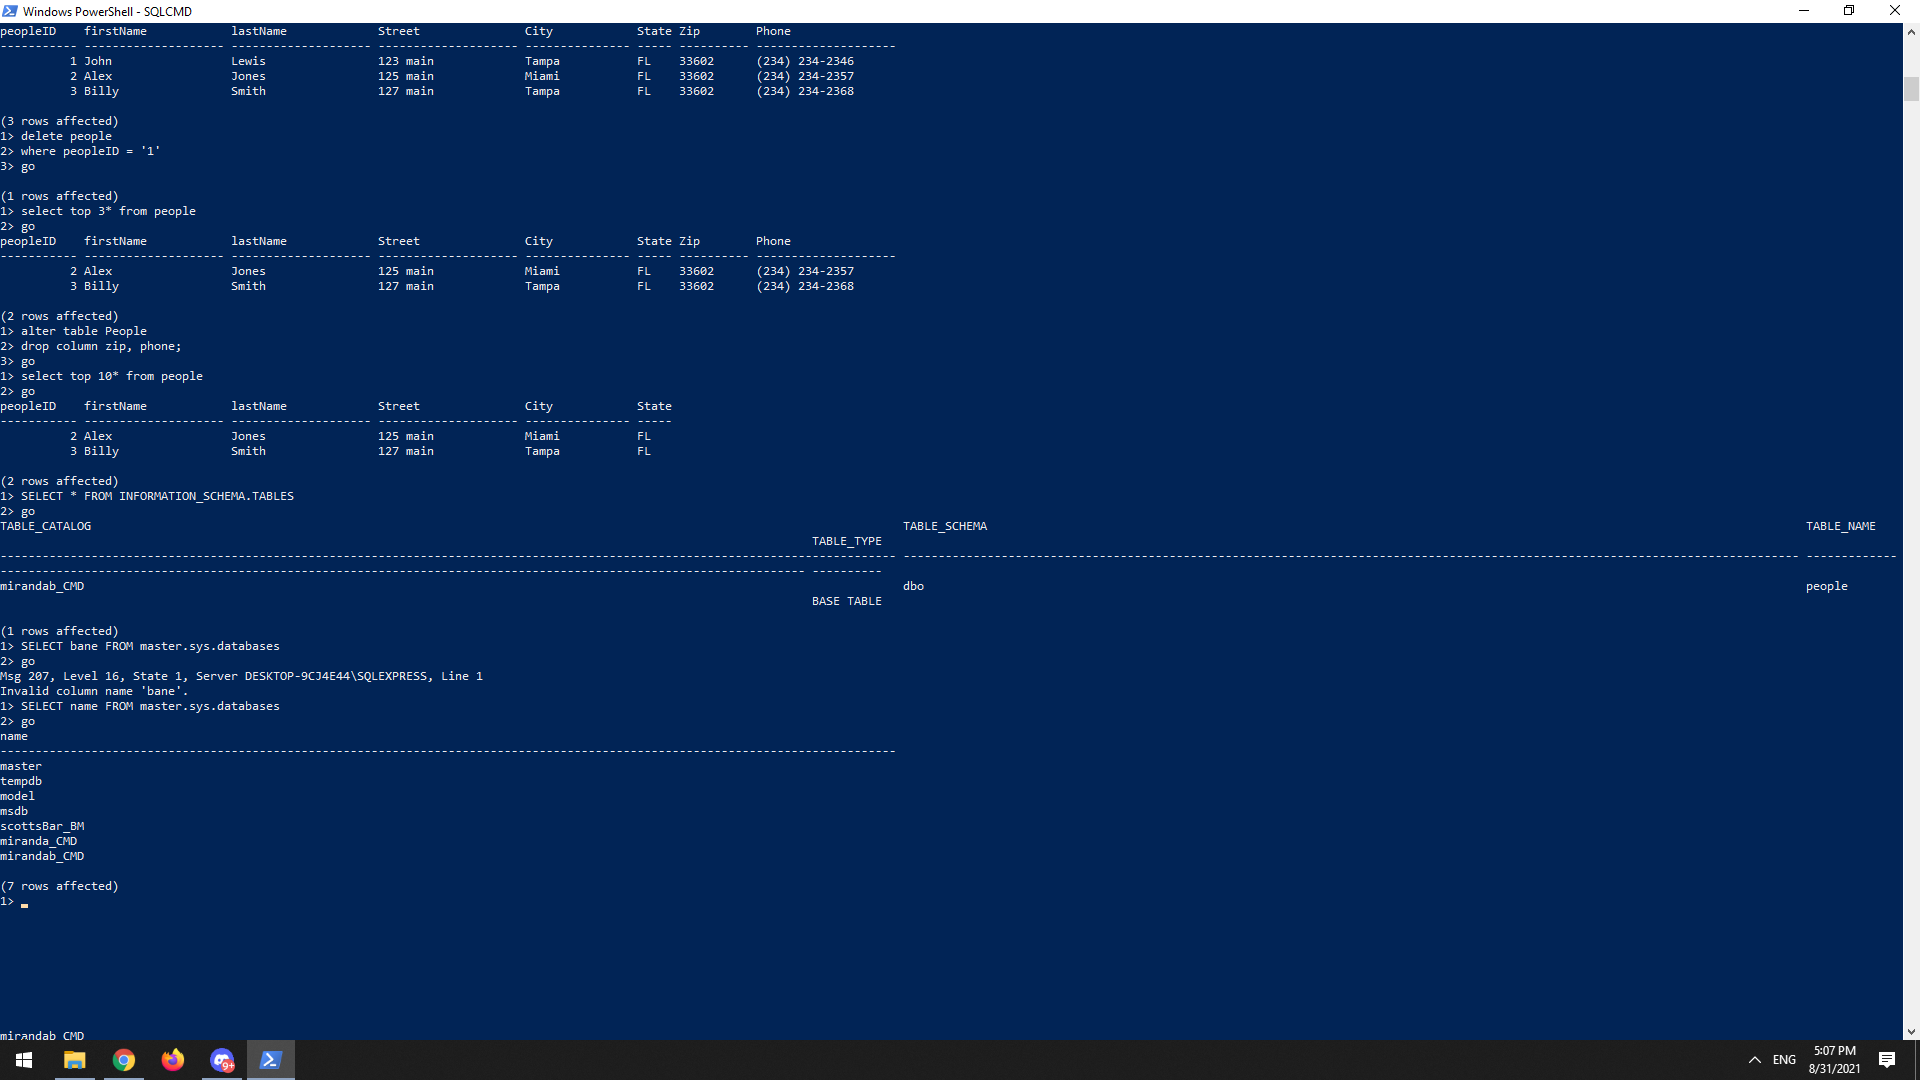 Windows PowerShell - SQLCMD
peopleID    firstName            lastName             Street               City            State Zip        Phone
----------- -------------------- -------------------- -------------------- --------------- ----- ---------- --------------------
          1 John                 Lewis                123 main             Tampa           FL    33602      (234) 234-2346
          2 Alex                 Jones                125 main             Miami           FL    33602      (234) 234-2357
          3 Billy                Smith                127 main             Tampa           FL    33602      (234) 234-2368
(3 rows affected)
1> delete people
2> where peopleID = '1'
3> go
(1 rows affected)
1> select top 3* from people
2> go
peopleID    firstName            lastName             Street               City            State Zip        Phone
----------- -------------------- -------------------- -------------------- --------------- ----- ---------- --------------------
          2 Alex                 Jones                125 main             Miami           FL    33602      (234) 234-2357
          3 Billy                Smith                127 main             Tampa           FL    33602      (234) 234-2368
(2 rows affected)
1> alter table People
2> drop column zip, phone;
3> go
1> select top 10* from people
2> go
peopleID    firstName            lastName             Street               City            State
----------- -------------------- -------------------- -------------------- --------------- -----
          2 Alex                 Jones                125 main             Miami           FL
          3 Billy                Smith                127 main             Tampa           FL
(2 rows affected)
1> SELECT * FROM INFORMATION_SCHEMA.TABLES
2> go
TABLE_CATALOG TABLE_SCHEMA TABLE_NAME
TABLE_TYPE
mirandab_CMD dbo people
BASE TABLE
(1 rows affected)
1> SELECT bane FROM master.sys.databases
2> go
Msg 207, Level 16, State 1, Server DESKTOP-9CJ4E44\SQLEXPRESS, Line 1
Invalid column name 'bane'.
1> SELECT name FROM master.sys.databases
2> go
name
master
tempdb
model
msdb
scottsBar_BM
miranda_CMD
mirandab_CMD
(7 rows affected)
1>
mirandab_CMD
9+
ENG
5:07 PM
8/31/2021